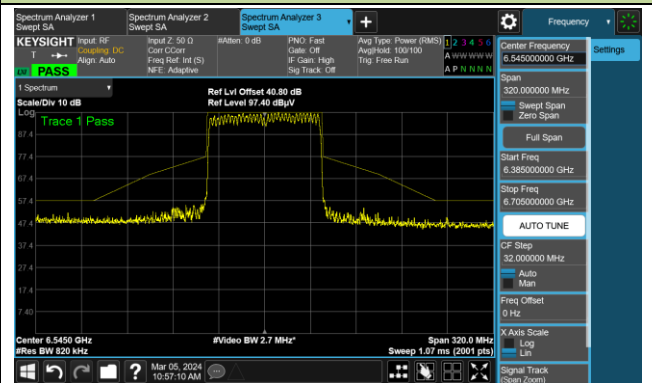 Spectrum Analyzer 1
Swept SA
Spectrum Analyzer 2
Swept SA
Spectrum Analyzer 3
Swept SA
+
Frequency
KEYSIGHT
T
LW PASS
Input: RF
Coupling: DC
Align: Auto
Input Z: 50 Ω
Corr CCorr
Freq Ref: Int (S)
NFE: Adaptive
#Atten: 0 dB
PNO: Fast
Gate: Off
IF Gain: High
Sig Track: Off
Avg Type: Power (RMS)
Avg|Hold: 100/100
Trig: Free Run
1 2 3 4 5 6
A W W W W W
A P N N N N
1 Spectrum
Scale/Div 10 dB
Ref Lvl Offset 40.80 dB
Ref Level 97.40 dBµV
Log
Trace 1 Pass
87.4
77.4
67.4
57.4
47.4
37.4
27.4
17.4
7.40
Center 6.5450 GHz
#Res BW 820 kHz
#Video BW 2.7 MHz*
Span 320.0 MHz
Sweep 1.07 ms (2001 pts)
Mar 05, 2024
10:57:10 AM
Settings
Center Frequency
6.545000000 GHz
Span
320.000000 MHz
Swept Span
Zero Span
Full Span
Start Freq
6.385000000 GHz
Stop Freq
6.705000000 GHz
AUTO TUNE
CF Step
32.000000 MHz
Auto
Man
Freq Offset
0 Hz
X Axis Scale
Log
Lin
Signal Track
(Span Zoom)